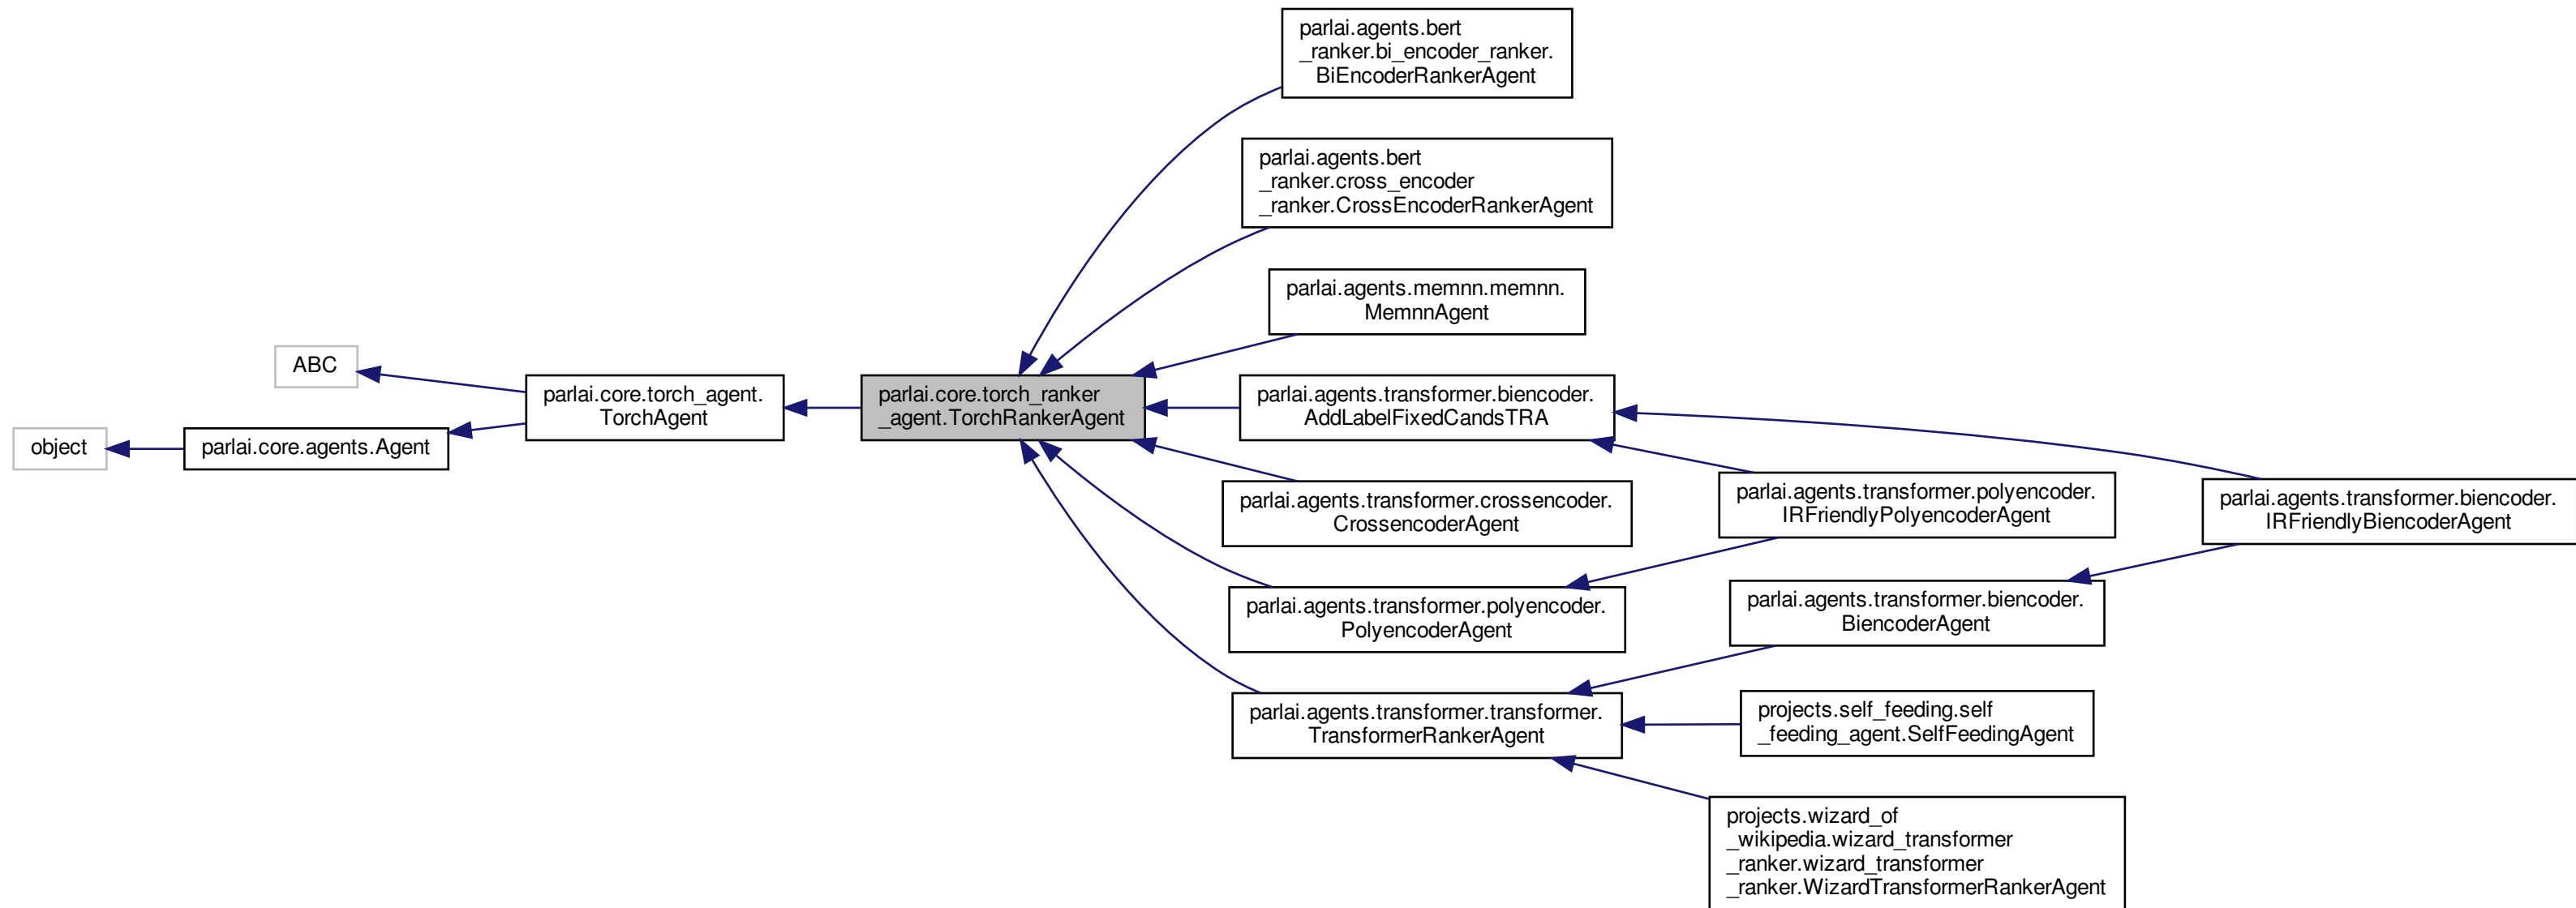 parlai.agents.bert
_ranker.bi_encoder_ranker.
BiEncoderRankerAgent
parlai.agents.bert
_ranker.cross_encoder
_ranker.CrossEncoderRankerAgent
parlai.agents.memnn.memnn.
MemnnAgent
ABC
object
parlai.core.agents.Agent
parlai.core.torch_agent.
TorchAgent
parlai.core.torch_ranker
_agent.TorchRankerAgent
parlai.agents.transformer.biencoder.
AddLabelFixedCandsTRA
parlai.agents.transformer.crossencoder.
CrossencoderAgent
parlai.agents.transformer.polyencoder.
IRFriendlyPolyencoderAgent
parlai.agents.transformer.biencoder.
IRFriendlyBiencoderAgent
parlai.agents.transformer.polyencoder.
PolyencoderAgent
parlai.agents.transformer.biencoder.
BiencoderAgent
parlai.agents.transformer.transformer.
TransformerRankerAgent
projects.self_feeding.self
_feeding_agent.SelfFeedingAgent
projects.wizard_of
_wikipedia.wizard_transformer
_ranker.wizard_transformer
_ranker.WizardTransformerRankerAgent